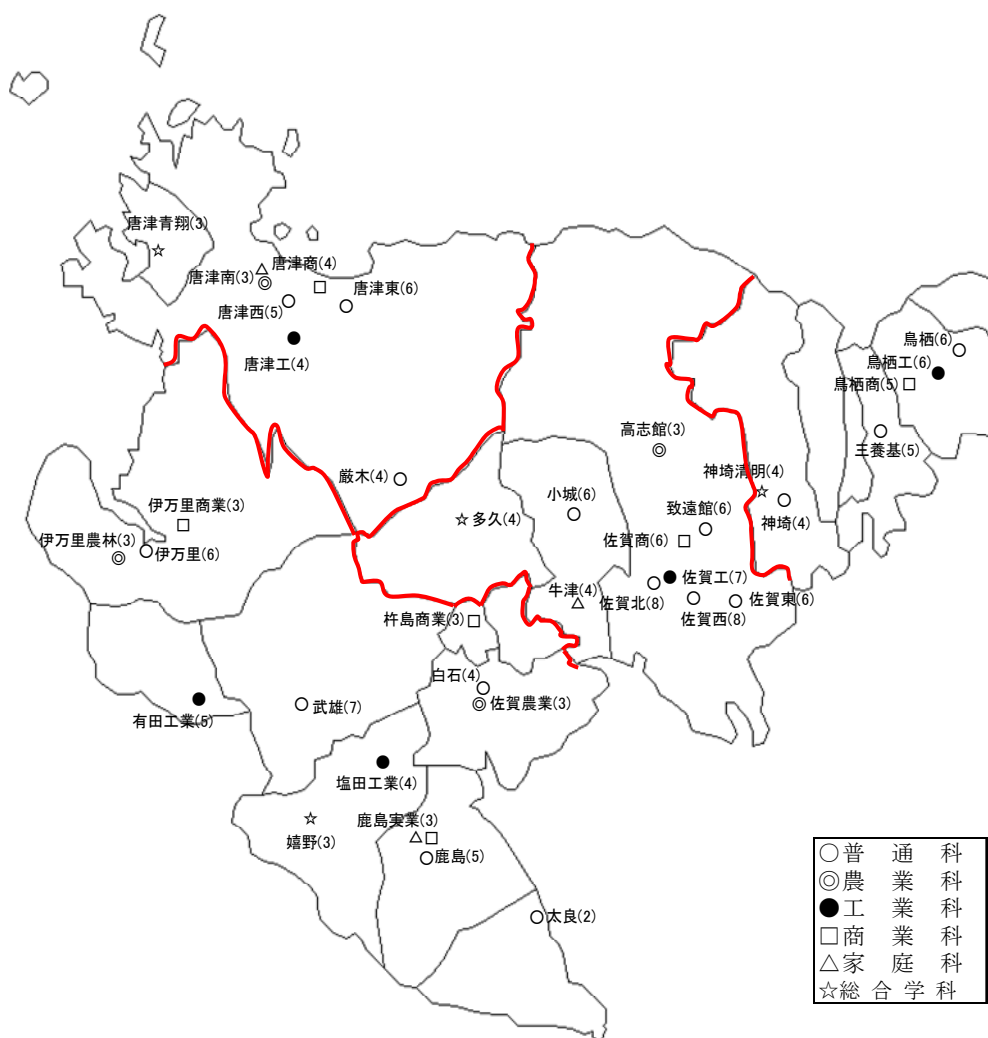 唐津青翔(3)
唐津商(4)
唐津南(3)
唐津東(6)
唐津西(5)
唐津工(4)
鳥栖(6)
鳥栖工(6)
鳥栖商(5)
三養基(5)
高志館(3)
神埼清明(4)
神埼(4)
厳木(4)
小城(6)
多久(4)
致遠館(6)
佐賀商(6)
伊万里商業(3)
伊万里農林(3)
伊万里(6)
佐賀工(7)
牛津(4)
佐賀北(8)
佐賀東(6)
佐賀西(8)
杵島商業(3)
白石(4)
佐賀農業(3)
武雄(7)
有田工業(5)
塩田工業(4)
鹿島実業(3)
嬉野(3)
鹿島(5)
太良(2)
○普通科
◎農業科
●工業科
□商業科
△家庭科
☆総合学科